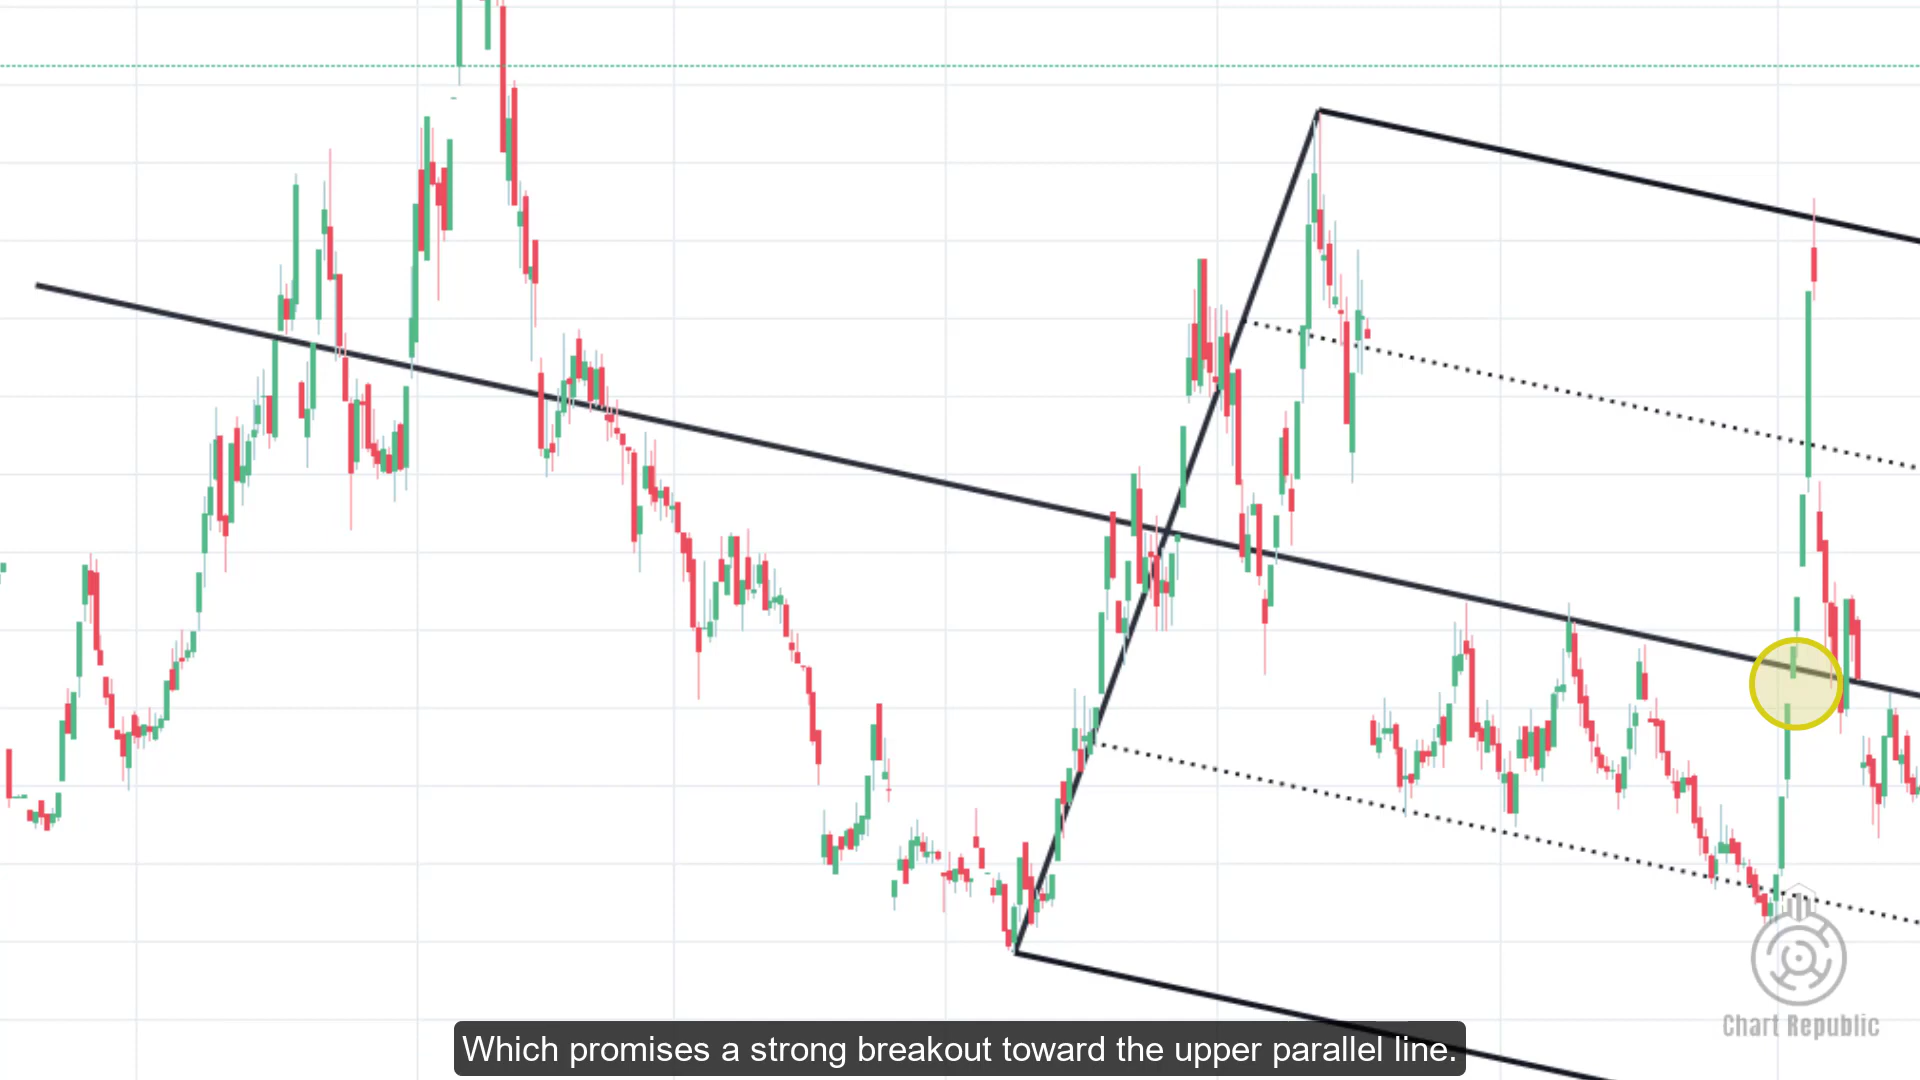 Chart Republic
Which promises a strong breakout toward the upper parallel line.